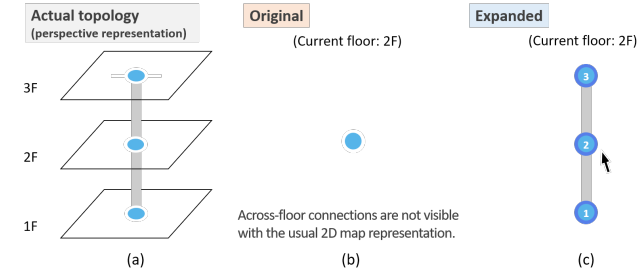 Actual topology
(perspective representation)
3F
2F
1F
(a)
Original
(Current floor: 2F)
Across-floor connections are not visible
with the usual 2D map representation.
(b)
Expanded
(Current floor: 2F)
3
2
1
(c)